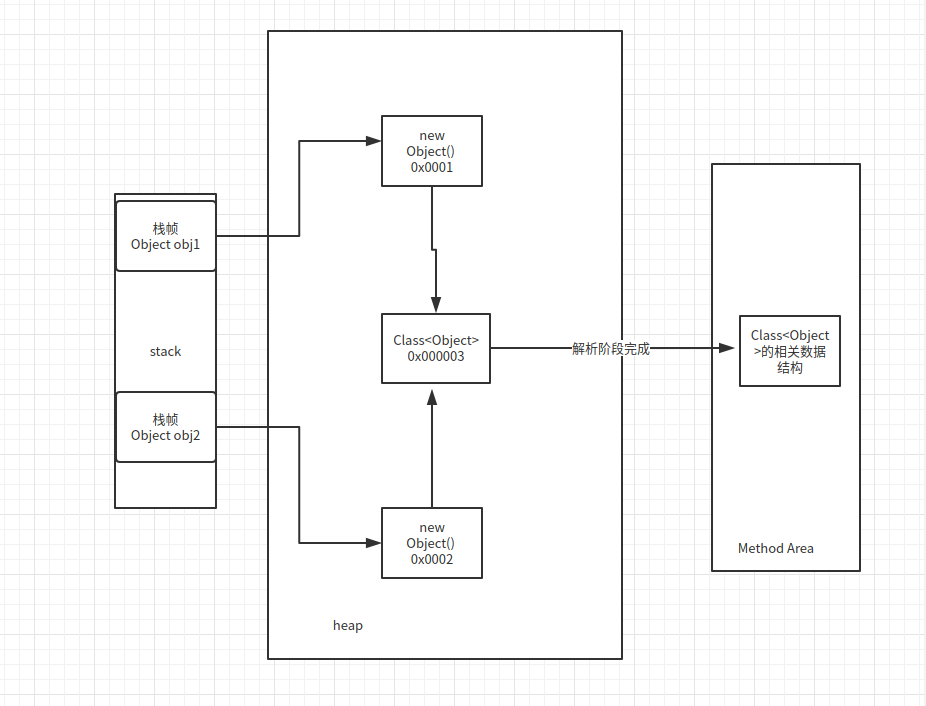 栈帧
Object obj1
stack
栈帧
Object obj2
new
Object()
0x0001
Class<Object>
0x000003
new
Object()
0x0002
heap
解析阶段完成
Class<Object
>的相关数据
结构
Method Area